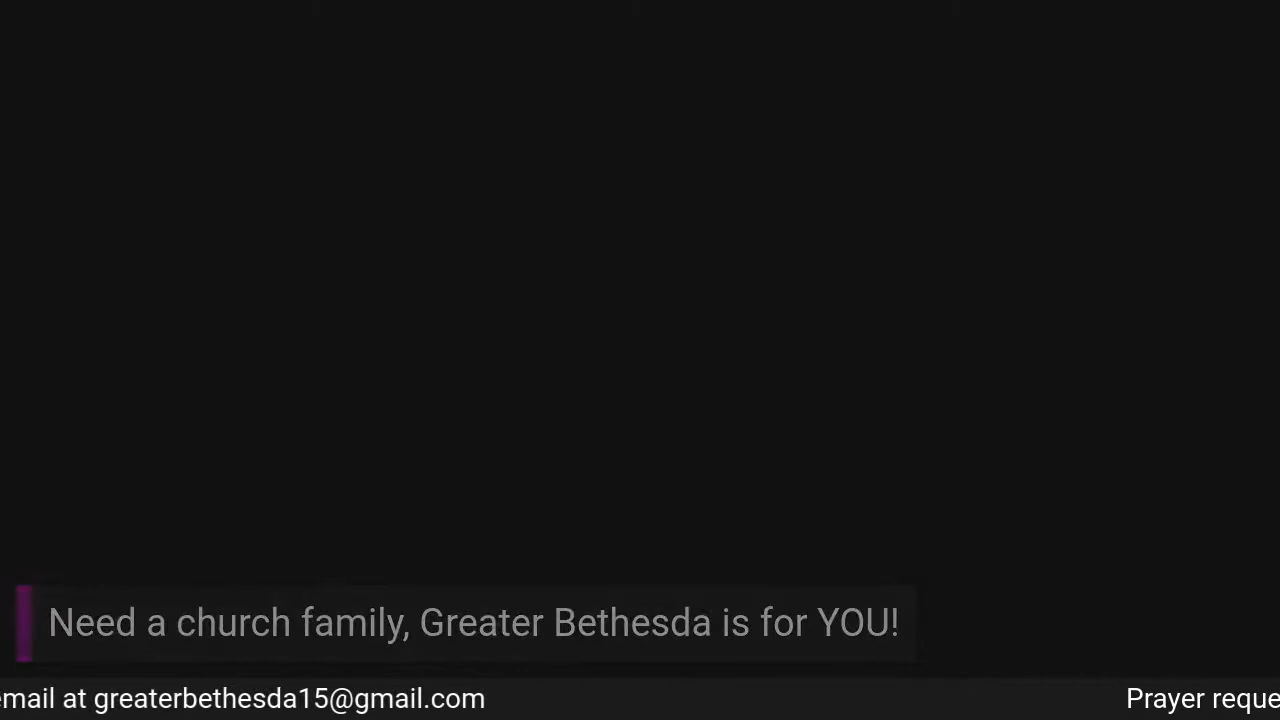 Need a church family, Greater Bethesda is for YOU!
email at greaterbethesda15@gmail.com
Prayer reque